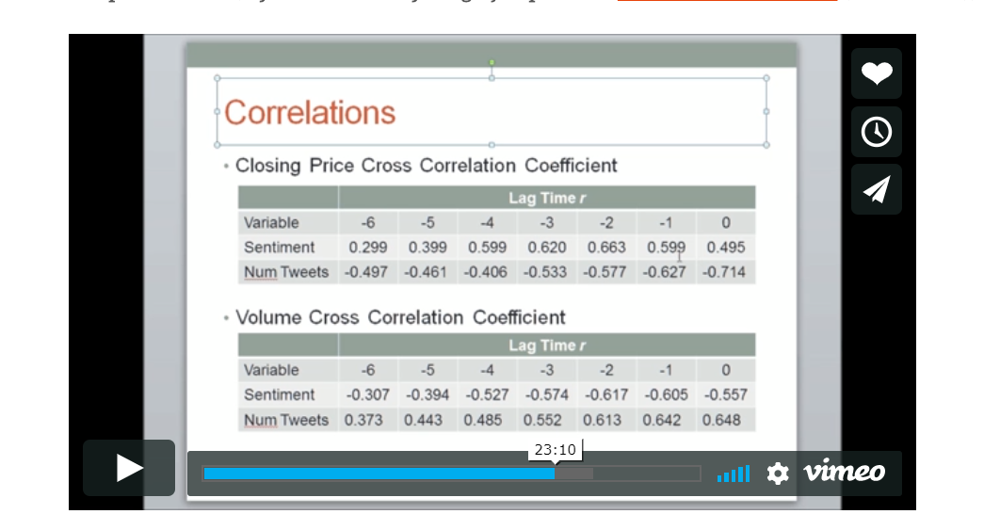 Correlations
• Closing Price Cross Correlation Coefficient
Lag Time r
Variable -6 -5 -4 -3 -2 -1 0
Sentiment 0.299 0.399 0.599 0.620 0.663 0.599 0.495
Num Tweets -0.497 -0.461 -0.406 -0.533 -0.577 -0.627 -0.714
• Volume Cross Correlation Coefficient
Lag Time r
Variable -6 -5 -4 -3 -2 -1 0
Sentiment -0.307 -0.394 -0.527 -0.574 -0.617 -0.605 -0.557
Num Tweets 0.373 0.443 0.485 0.552 0.613 0.642 0.648
23:10
vimeo